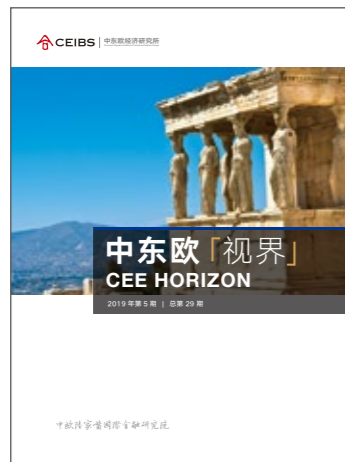 CEIBS | 中东欧经济研究所
中东欧「视界」
CEE HORIZON
2019 年第 5 期 | 总第 29 期
中欧陆家嘴国际金融研究院